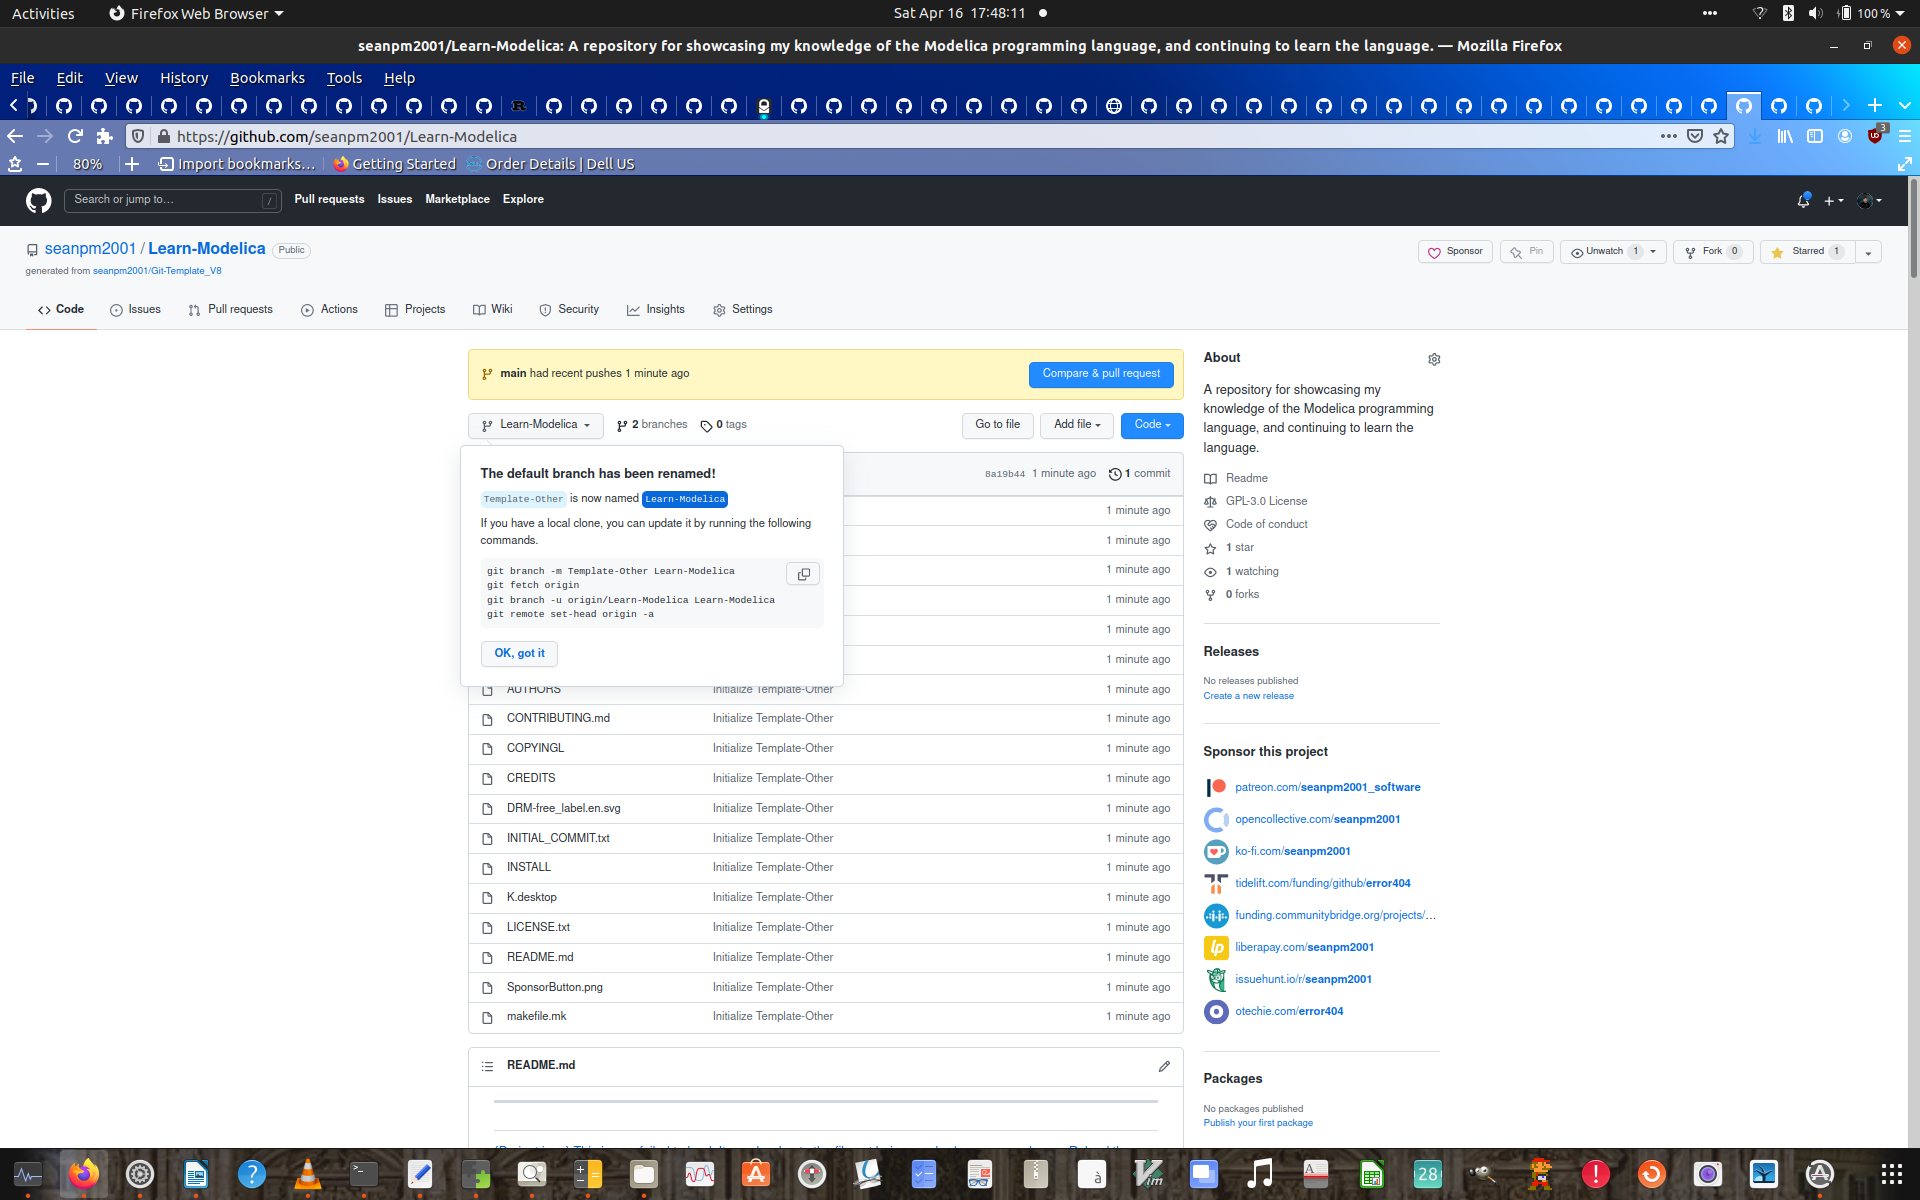 Activities
Firefox Web Browser
Sat Apr 16 17:48:11
100 %
seanpm2001/Learn-Modelica: A repository for showcasing my knowledge of the Modelica programming language, and continuing to learn the language. — Mozilla Firefox
File Edit View History Bookmarks Tools Help
https://github.com/seanpm2001/Learn-Modelica
3
80%
Import bookmarks...
Getting Started
Order Details | Dell US
Search or jump to...
/
Pull requests Issues Marketplace Explore
seanpm2001 / Learn-Modelica
Public
generated from seanpm2001/Git-Template_V8
Sponsor
Pin
Unwatch 1
Fork 0
Starred 1
Code
Issues
Pull requests
Actions
Projects
Wiki
Security
Insights
Settings
main had recent pushes 1 minute ago
Compare & pull request
Learn-Modelica
2 branches
0 tags
Go to file
Add file
Code
The default branch has been renamed!
Template-Other is now named Learn-Modelica
If you have a local clone, you can update it by running the following
commands.
git branch -m Template-Other Learn-Modelica
git fetch origin
git branch -u origin/Learn-Modelica Learn-Modelica
git remote set-head origin -a
OK, got it
8a19b44 1 minute ago
1 commit
1 minute ago
1 minute ago
1 minute ago
1 minute ago
1 minute ago
1 minute ago
AUTHORS Initialize Template-Other 1 minute ago
CONTRIBUTING.md Initialize Template-Other 1 minute ago
COPYINGL Initialize Template-Other 1 minute ago
CREDITS Initialize Template-Other 1 minute ago
DRM-free_label.en.svg Initialize Template-Other 1 minute ago
INITIAL_COMMIT.txt Initialize Template-Other 1 minute ago
INSTALL Initialize Template-Other 1 minute ago
K.desktop Initialize Template-Other 1 minute ago
LICENSE.txt Initialize Template-Other 1 minute ago
README.md Initialize Template-Other 1 minute ago
SponsorButton.png Initialize Template-Other 1 minute ago
makefile.mk Initialize Template-Other 1 minute ago
README.md
About
A repository for showcasing my
knowledge of the Modelica programming
language, and continuing to learn the
language.
Readme
GPL-3.0 License
Code of conduct
1 star
1 watching
0 forks
Releases
No releases published
Create a new release
Sponsor this project
patreon.com/seanpm2001_software
opencollective.com/seanpm2001
ko-fi.com/seanpm2001
tidelift.com/funding/github/error404
funding.communitybridge.org/projects/...
lp
liberapay.com/seanpm2001
issuehunt.io/r/seanpm2001
otechie.com/error404
Packages
No packages published
Publish your first package
28